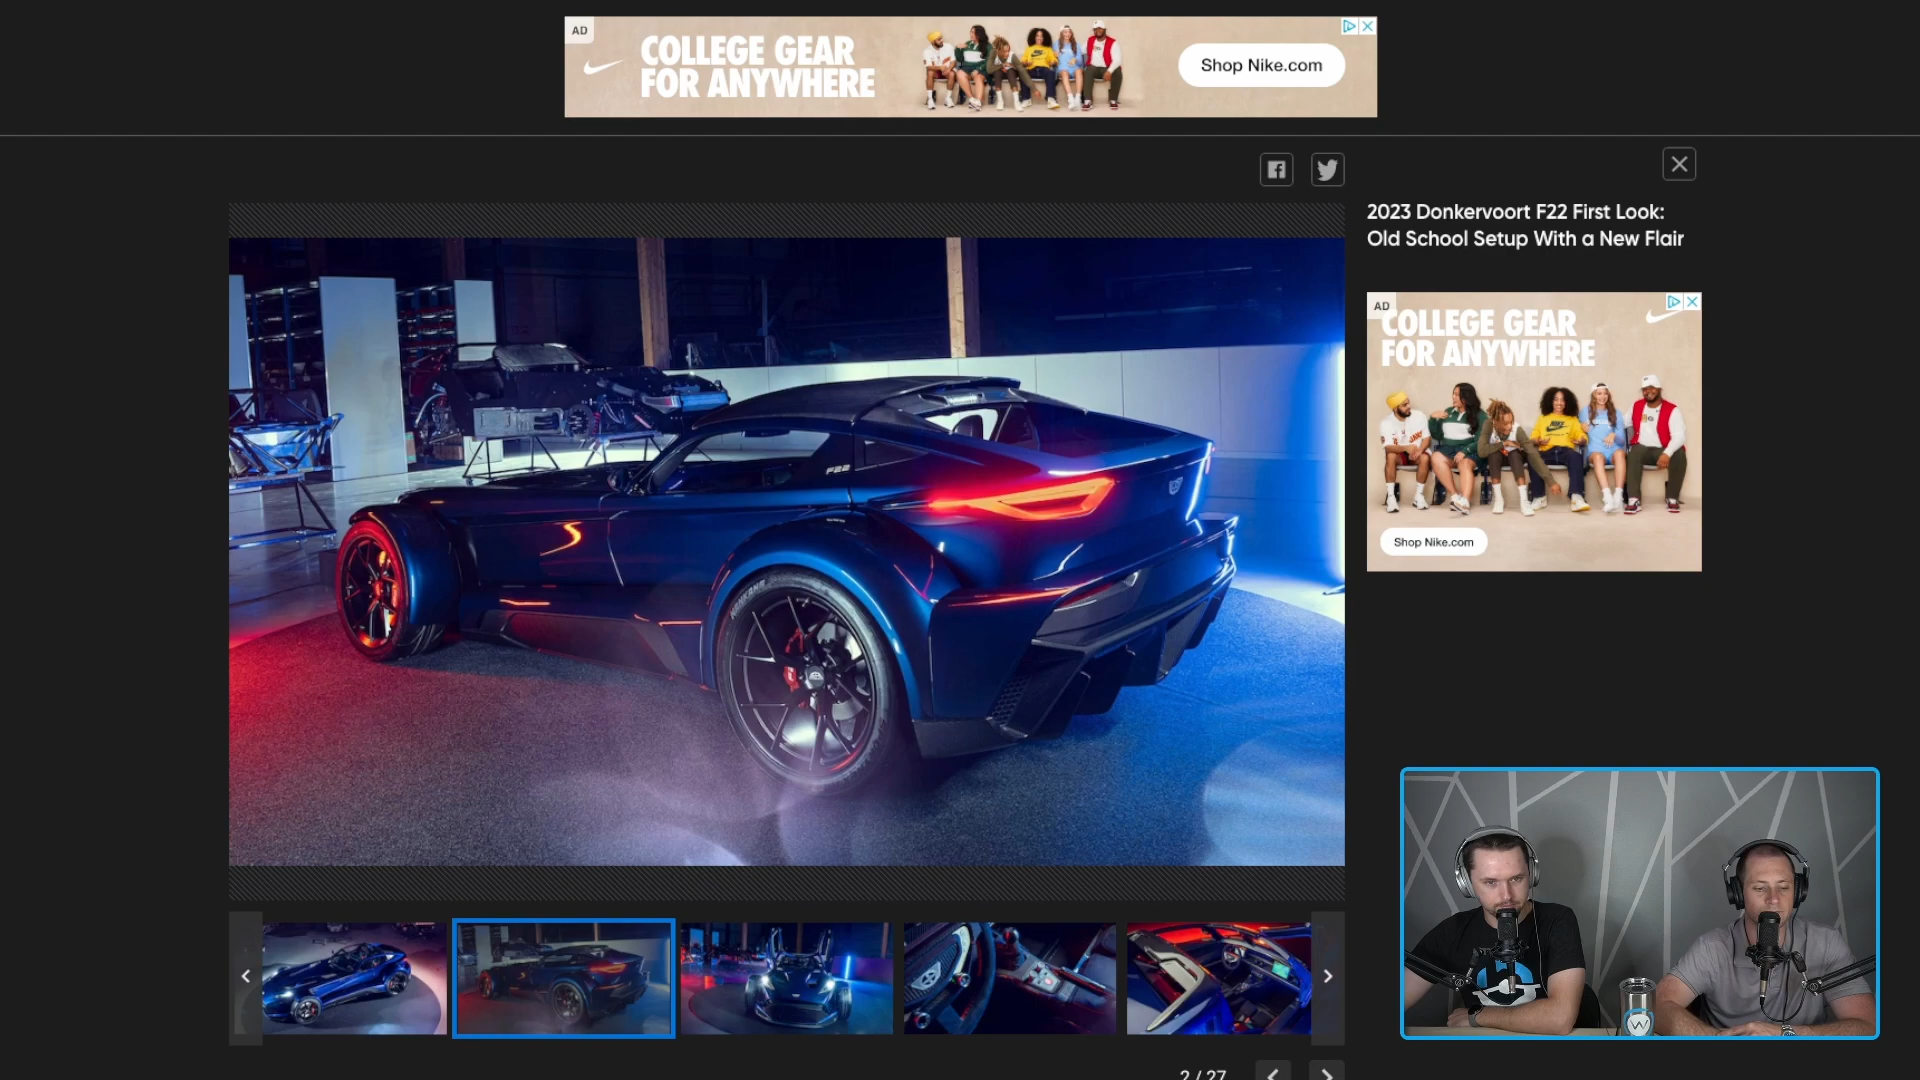 AD
COLLEGE GEAR
FOR ANYWHERE
Shop Nike.com
2023 Donkervoort F22 First Look:
Old School Setup With a New Flair
AD
COLLEGE GEAR
FOR ANYWHERE
Shop Nike.com
F22
NANKANG
2 / 27